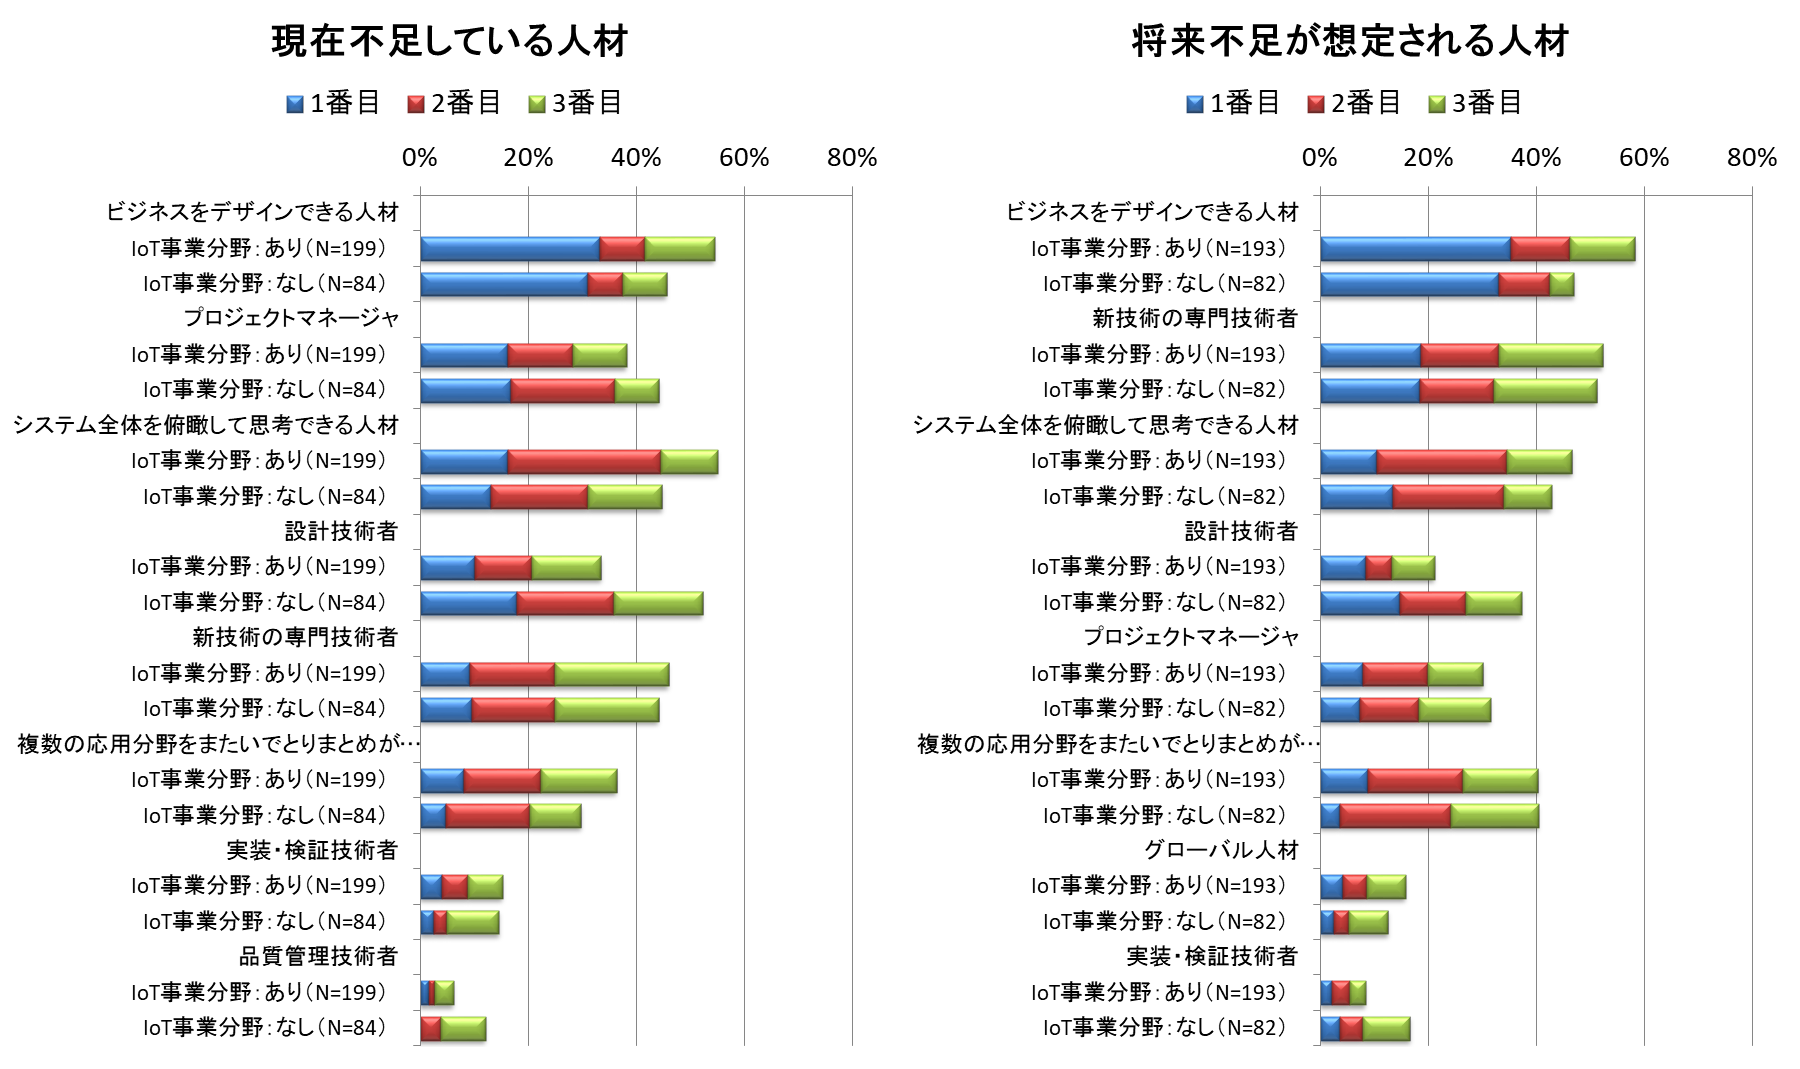 現在不足している人材
1番目 2番目 3番目
0% 20% 40% 60% 80%
ビジネスをデザインできる人材
IoT事業分野：あり（N=199）
IoT事業分野：なし（N=84）
プロジェクトマネージャ
IoT事業分野：あり（N=199）
IoT事業分野：なし（N=84）
システム全体を俯瞰して思考できる人材
IoT事業分野：あり（N=199）
IoT事業分野：なし（N=84）
設計技術者
IoT事業分野：あり（N=199）
IoT事業分野：なし（N=84）
新技術の専門技術者
IoT事業分野：あり（N=199）
IoT事業分野：なし（N=84）
複数の応用分野をまたいでとりまとめが…
IoT事業分野：あり（N=199）
IoT事業分野：なし（N=84）
実装・検証技術者
IoT事業分野：あり（N=199）
IoT事業分野：なし（N=84）
品質管理技術者
IoT事業分野：あり（N=199）
IoT事業分野：なし（N=84）
将来不足が想定される人材
1番目 2番目 3番目
0% 20% 40% 60% 80%
ビジネスをデザインできる人材
IoT事業分野：あり（N=193）
IoT事業分野：なし（N=82）
新技術の専門技術者
IoT事業分野：あり（N=193）
IoT事業分野：なし（N=82）
システム全体を俯瞰して思考できる人材
IoT事業分野：あり（N=193）
IoT事業分野：なし（N=82）
設計技術者
IoT事業分野：あり（N=193）
IoT事業分野：なし（N=82）
プロジェクトマネージャ
IoT事業分野：あり（N=193）
IoT事業分野：なし（N=82）
複数の応用分野をまたいでとりまとめが…
IoT事業分野：あり（N=193）
IoT事業分野：なし（N=82）
グローバル人材
IoT事業分野：あり（N=193）
IoT事業分野：なし（N=82）
実装・検証技術者
IoT事業分野：あり（N=193）
IoT事業分野：なし（N=82）